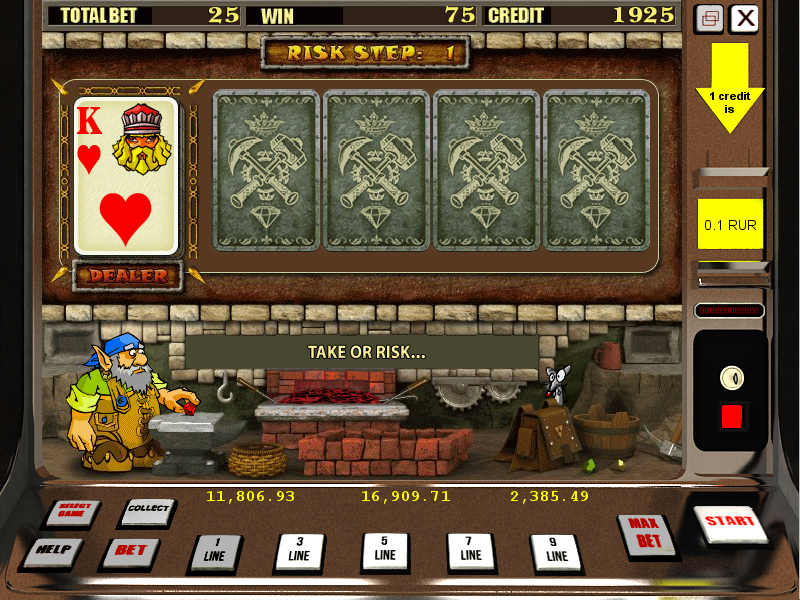 TOTAL BET 25 WIN 75 CREDIT 1925
RISK STEP: 1
1 credit
is
K
0.1 RUR
DEALER
TAKE OR RISK...
11,806.93 16,909.71 2,385.49
SELECT
GAME
COLLECT
HELP
BET
1
LINE
3
LINE
5
LINE
7
LINE
9
LINE
MAX
BET
START